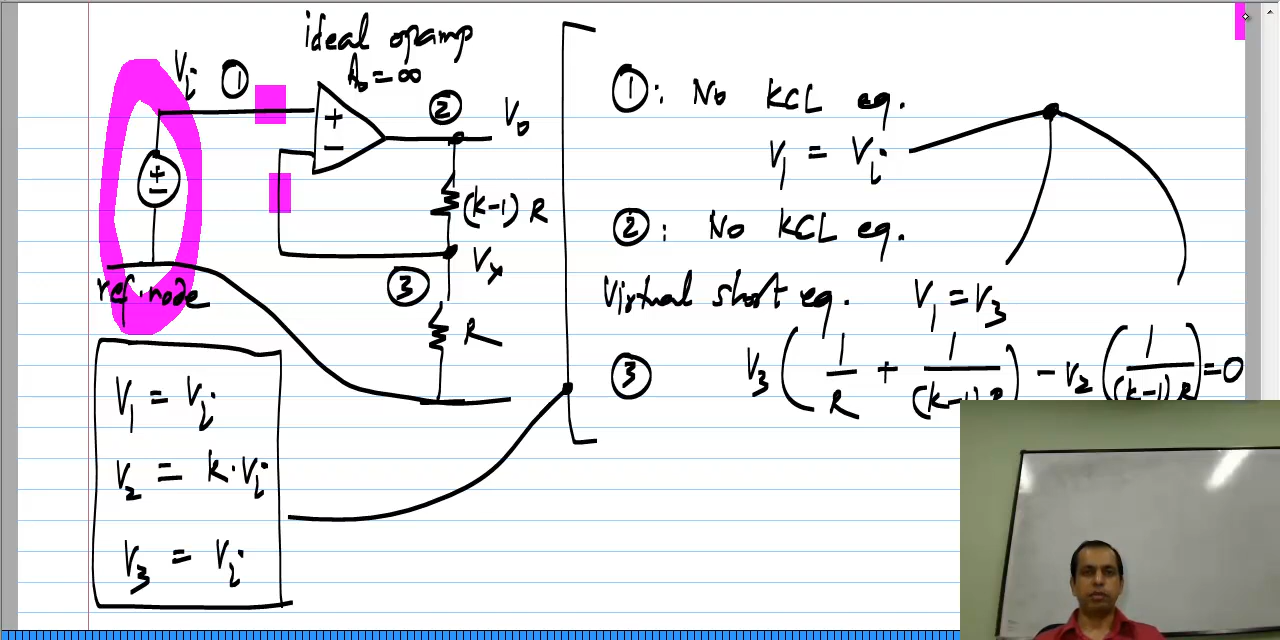 ideal opamp
A₀ = ∞
Vᵢ ①
+
−
② V₀
+
−
(k−1) R
Vₓ
③
ref. node
R
V₁ = Vᵢ
V₂ = k·Vᵢ
V₃ = Vᵢ
①: No KCL eq.
V₁ = Vᵢ
②: No KCL eq.
Virtual short eq. V₁ = V₃
③ V₃ ( 1/R + 1/(k−1)R ) − V₂ ( 1/(k−1)R ) = 0